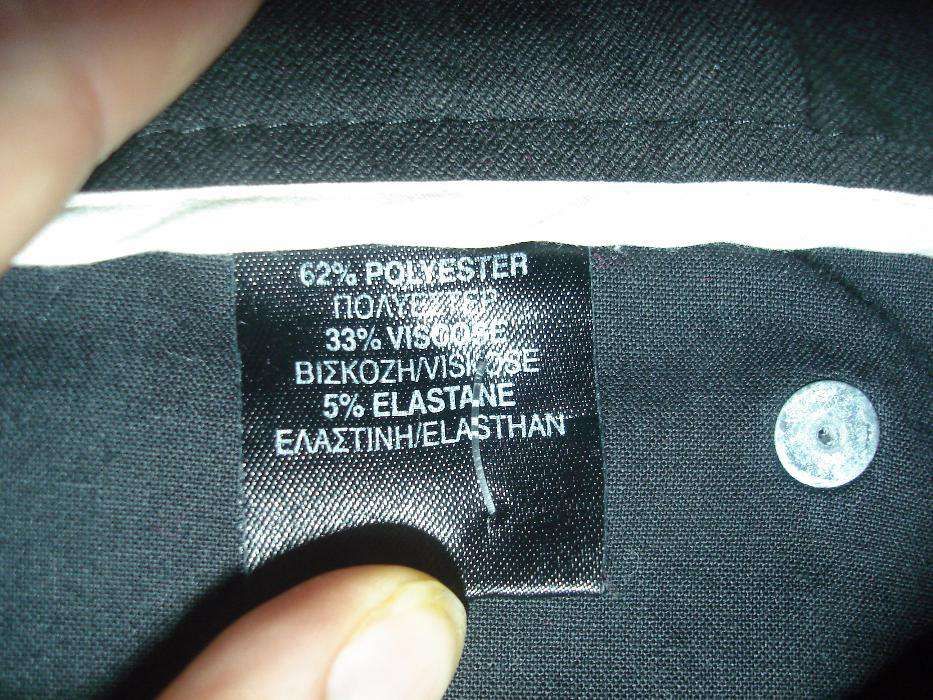 62% POLYESTER
ΠΟΛΥΕΣΤΕΡ
33% VISCOSE
ΒΙΣΚΟΖΗ/VISKOSE
5% ELASTANE
ΕΛΑΣΤΙΝΗ/ELASTHAN